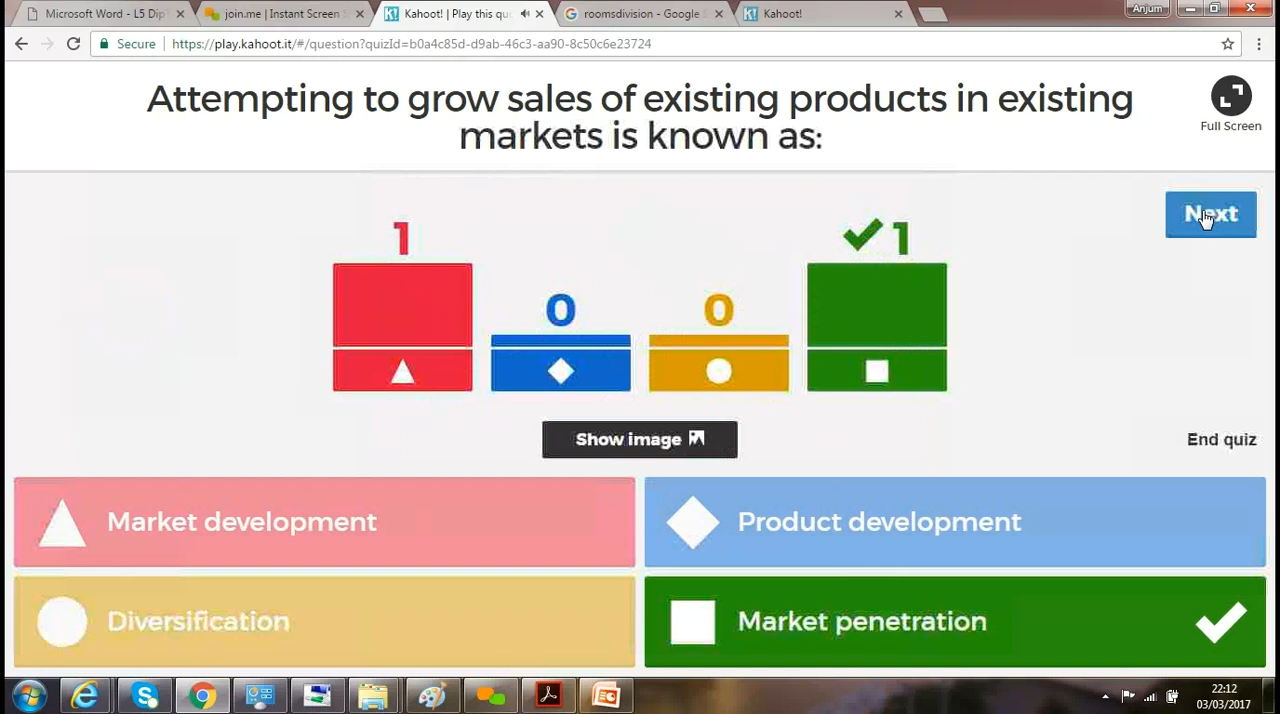 Microsoft Word - L5 Dip
join.me | Instant Screen S
Kahoot! | Play this qu
roomsdivision - Google S
Kahoot!
Anjum
Secure
https://play.kahoot.it/#/question?quizId=b0a4c85d-d9ab-46c3-aa90-8c50c6e23724
Attempting to grow sales of existing products in existing
markets is known as:
Full Screen
Next
1
0
0
1
Show image
End quiz
Market development
Product development
Diversification
Market penetration
22:12
03/03/2017